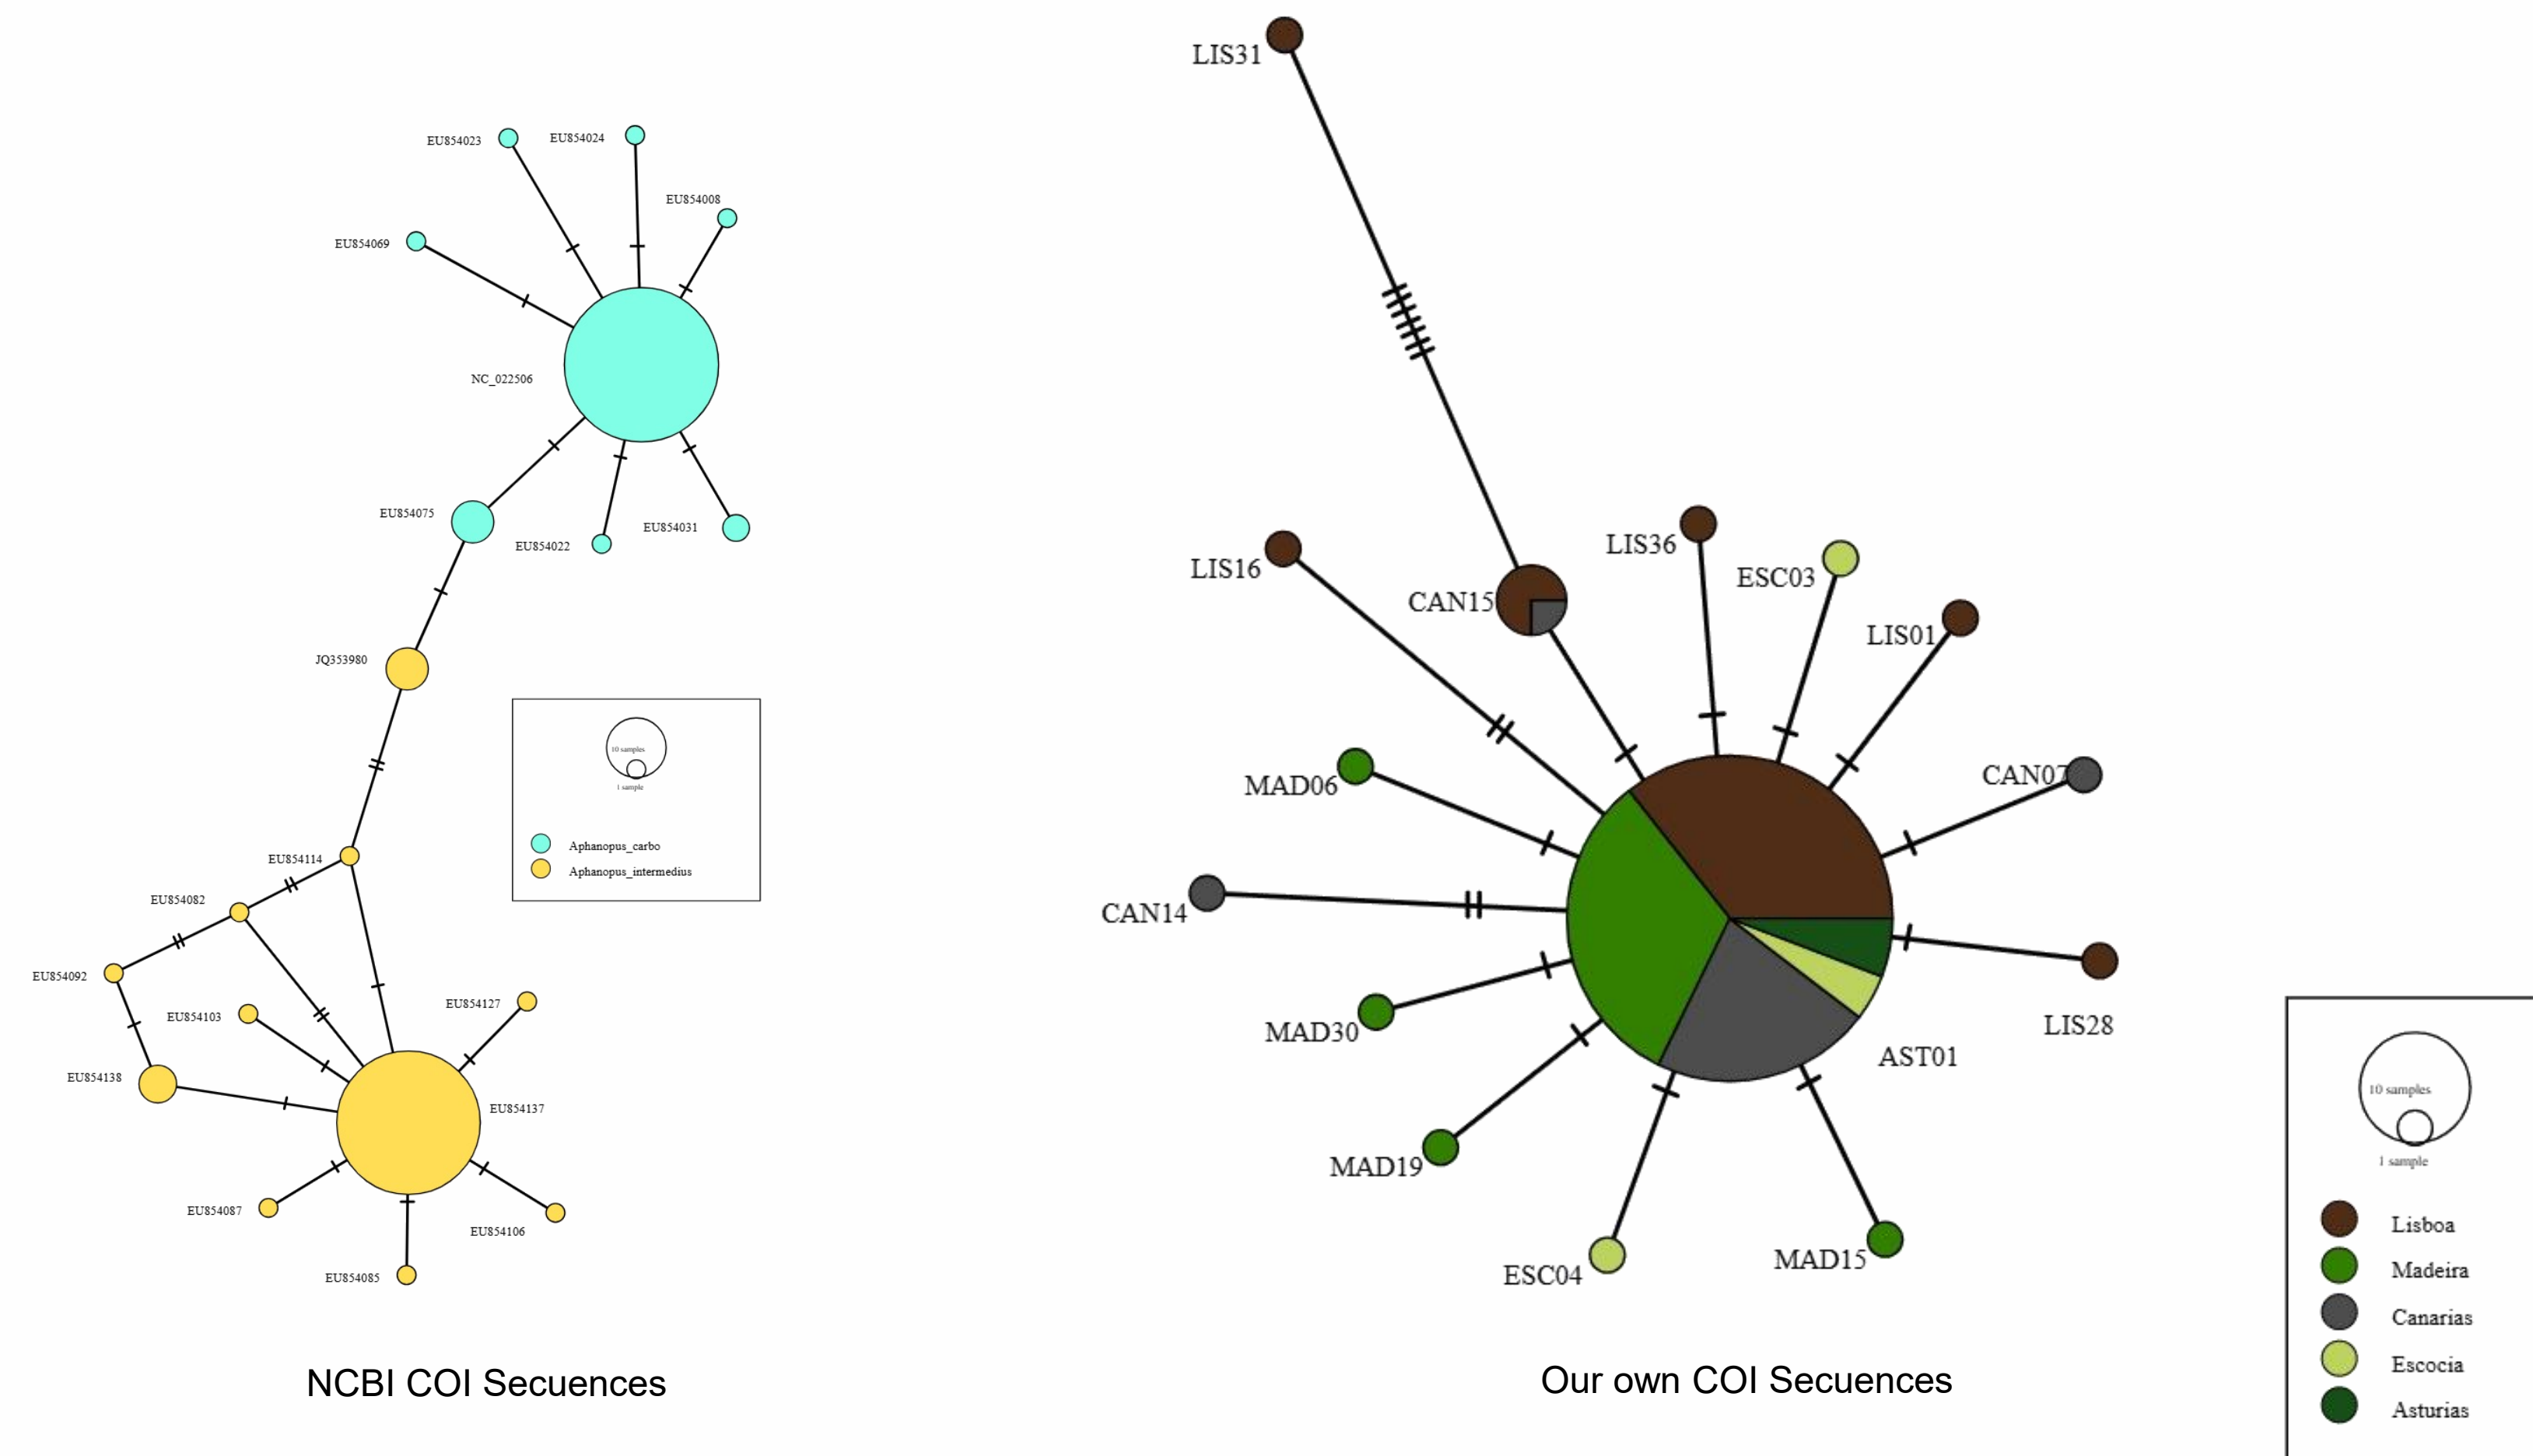 EU854023
EU854024
EU854008
EU854069
NC_022506
EU854075
EU854022
EU854031
JQ353980
10 samples
1 sample
Aphanopus_carbo
Aphanopus_intermedius
EU854114
EU854082
EU854092
EU854103
EU854127
EU854138
EU854137
EU854087
EU854106
EU854085
NCBI COI Secuences
LIS31
LIS16
CAN15
LIS36
ESC03
LIS01
MAD06
CAN07
CAN14
LIS28
MAD30
AST01
MAD19
ESC04
MAD15
10 samples
1 sample
Lisboa
Madeira
Canarias
Escocia
Asturias
Our own COI Secuences